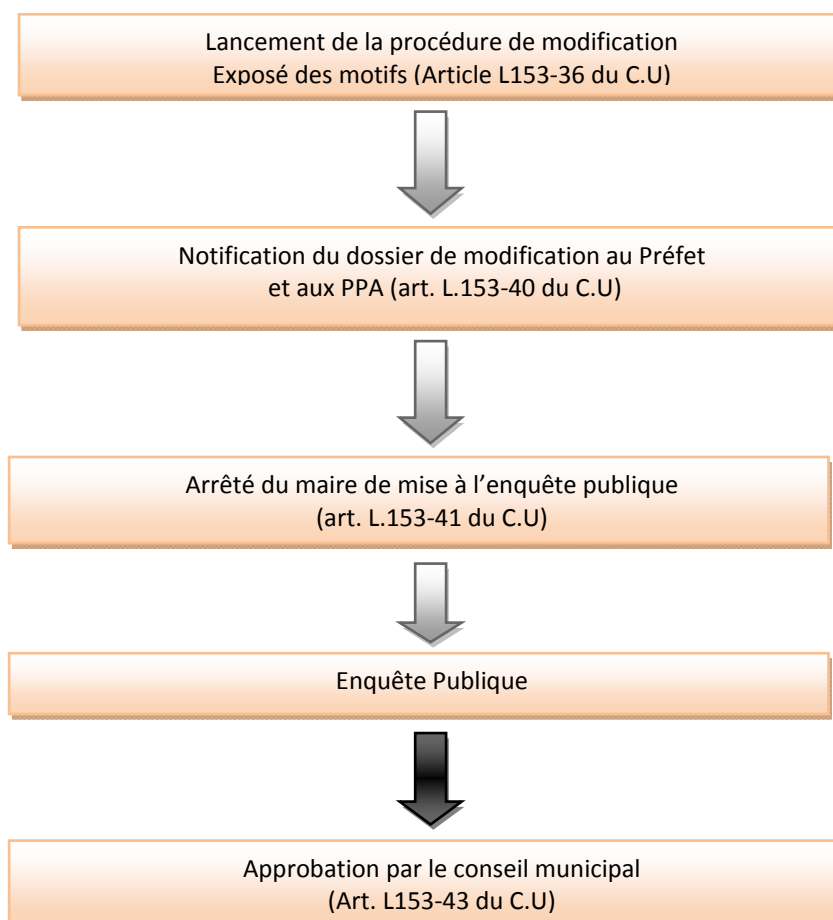 Lancement de la procédure de modification
Exposé des motifs (Article L153-36 du C.U)
Notification du dossier de modification au Préfet
et aux PPA (art. L.153-40 du C.U)
Arrêté du maire de mise à l’enquête publique
(art. L.153-41 du C.U)
Enquête Publique
Approbation par le conseil municipal
(Art. L153-43 du C.U)